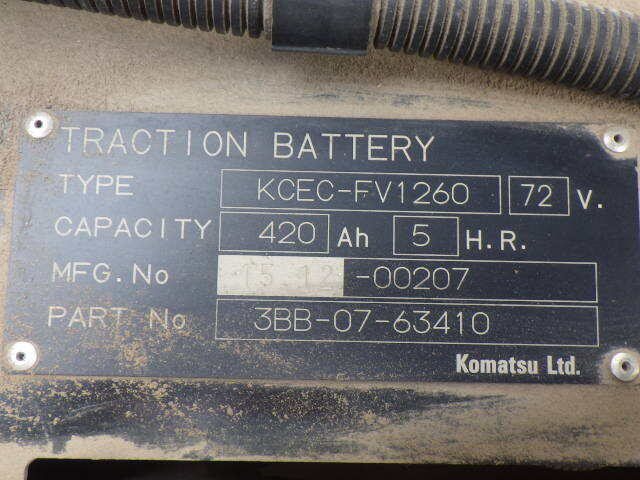 TRACTION BATTERY
TYPE KCEC-FV1260 72 V.
CAPACITY 420 Ah 5 H.R.
MFG.No 15 12 -00207
PART No 3BB-07-63410
Komatsu Ltd.